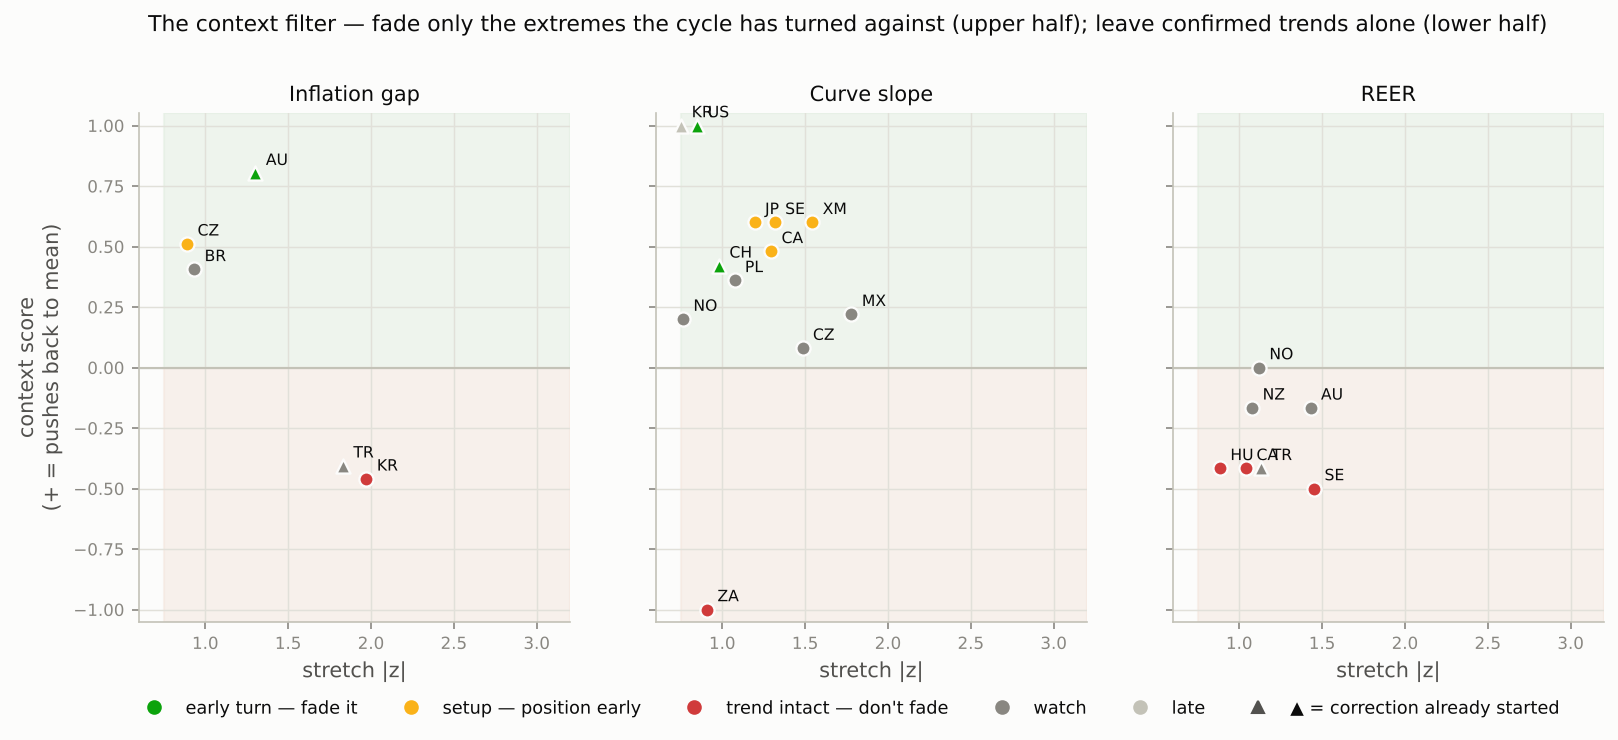 The context filter — fade only the extremes the cycle has turned against (upper half); leave confirmed trends alone (lower half)
Inflation gap
Curve slope
REER
context score
(+ = pushes back to mean)
1.00
0.75
0.50
0.25
0.00
−0.25
−0.50
−0.75
−1.00
AU
CZ
BR
TR
KR
1.0 1.5 2.0 2.5 3.0
stretch |z|
KR
US
JP
SE
XM
CA
CH
PL
NO
MX
CZ
ZA
1.0 1.5 2.0 2.5 3.0
stretch |z|
NO
NZ
AU
HU
CA
TR
SE
1.0 1.5 2.0 2.5 3.0
stretch |z|
early turn — fade it
setup — position early
trend intact — don't fade
watch
late
▲ = correction already started